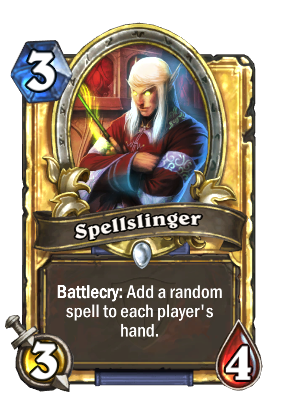 3
Spellslinger
Battlecry: Add a random
spell to each player's
hand.
3
4